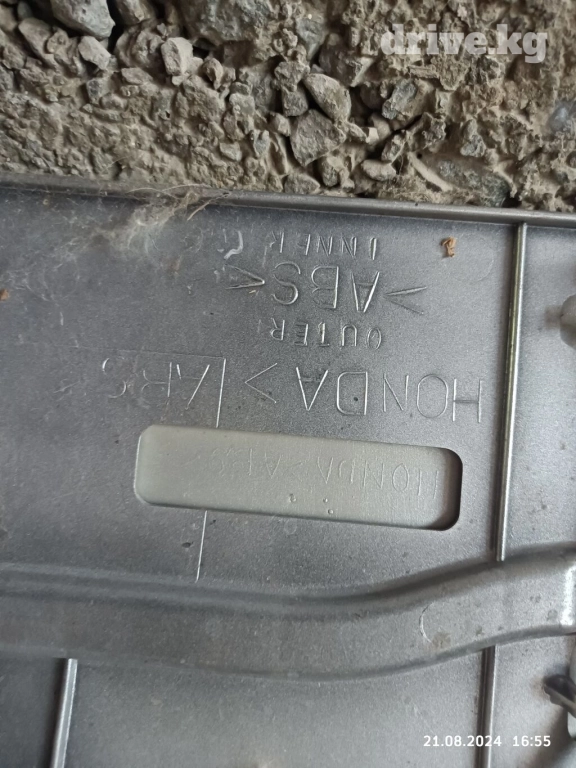 drive.kg
INNER
>ABS<
OUTER
HONDA >ABS
HONDA >ABS<
21.08.2024 16:55